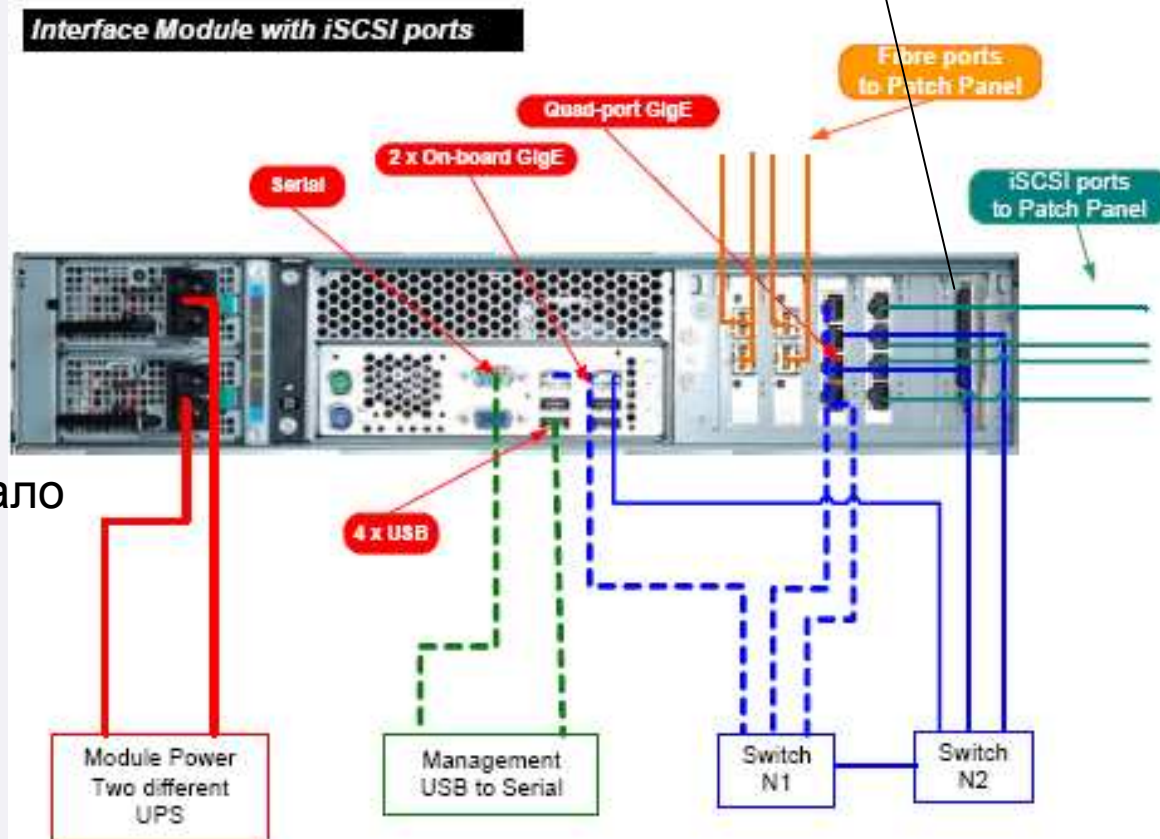 Interface Module with iSCSI ports
Fibre ports
to Patch Panel
Quad-port GigE
2 x On-board GigE
Serial
iSCSI ports
to Patch Panel
ало
4 x USB
Module Power
Two different
UPS
Management
USB to Serial
Switch
N1
Switch
N2